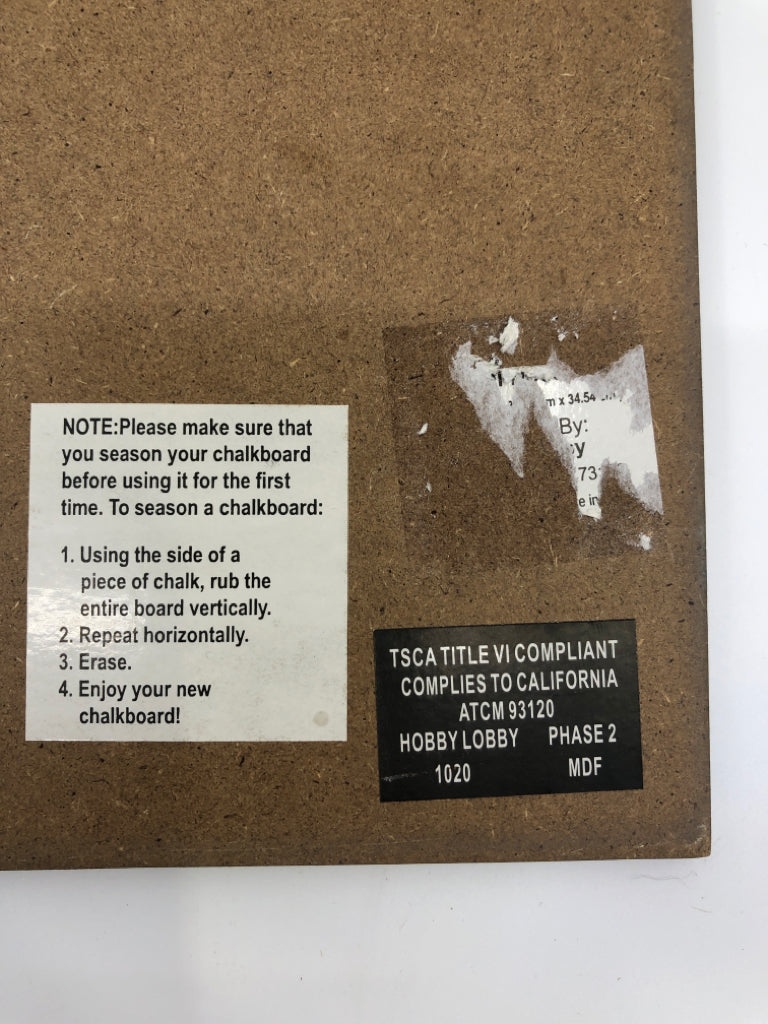 NOTE:Please make sure that
you season your chalkboard
before using it for the first
time. To season a chalkboard:
1. Using the side of a
piece of chalk, rub the
entire board vertically.
2. Repeat horizontally.
3. Erase.
4. Enjoy your new
chalkboard!
m x 34.54
By:
y
73
e in
TSCA TITLE VI COMPLIANT
COMPLIES TO CALIFORNIA
ATCM 93120
HOBBY LOBBY PHASE 2
1020 MDF